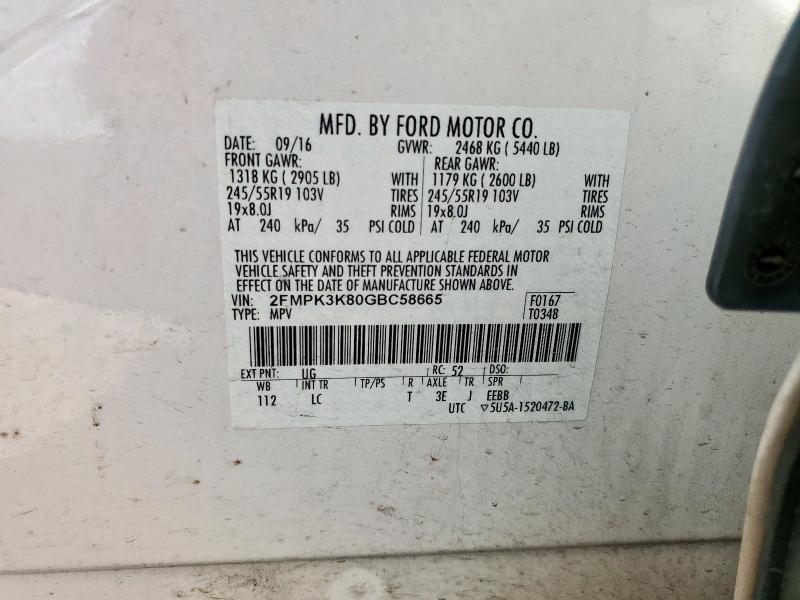 MFD. BY FORD MOTOR CO.
DATE: 09/16 GVWR: 2468 KG ( 5440 LB)
FRONT GAWR: REAR GAWR:
1318 KG ( 2905 LB) WITH 1179 KG ( 2600 LB) WITH
245/55R19 103V TIRES 245/55R19 103V TIRES
19x8.0J RIMS 19x8.0J RIMS
AT 240 kPa/ 35 PSI COLD AT 240 kPa/ 35 PSI COLD
THIS VEHICLE CONFORMS TO ALL APPLICABLE FEDERAL MOTOR
VEHICLE SAFETY AND THEFT PREVENTION STANDARDS IN
EFFECT ON THE DATE OF MANUFACTURE SHOWN ABOVE.
VIN: 2FMPK3K80GBC58665 F0167
TYPE: MPV T0348
EXT PNT: UG RC: 52 DSO:
WB INT TR TP/PS R AXLE TR SPR
112 LC T 3E J EEBB
UTC ▽5U5A-1520472-BA